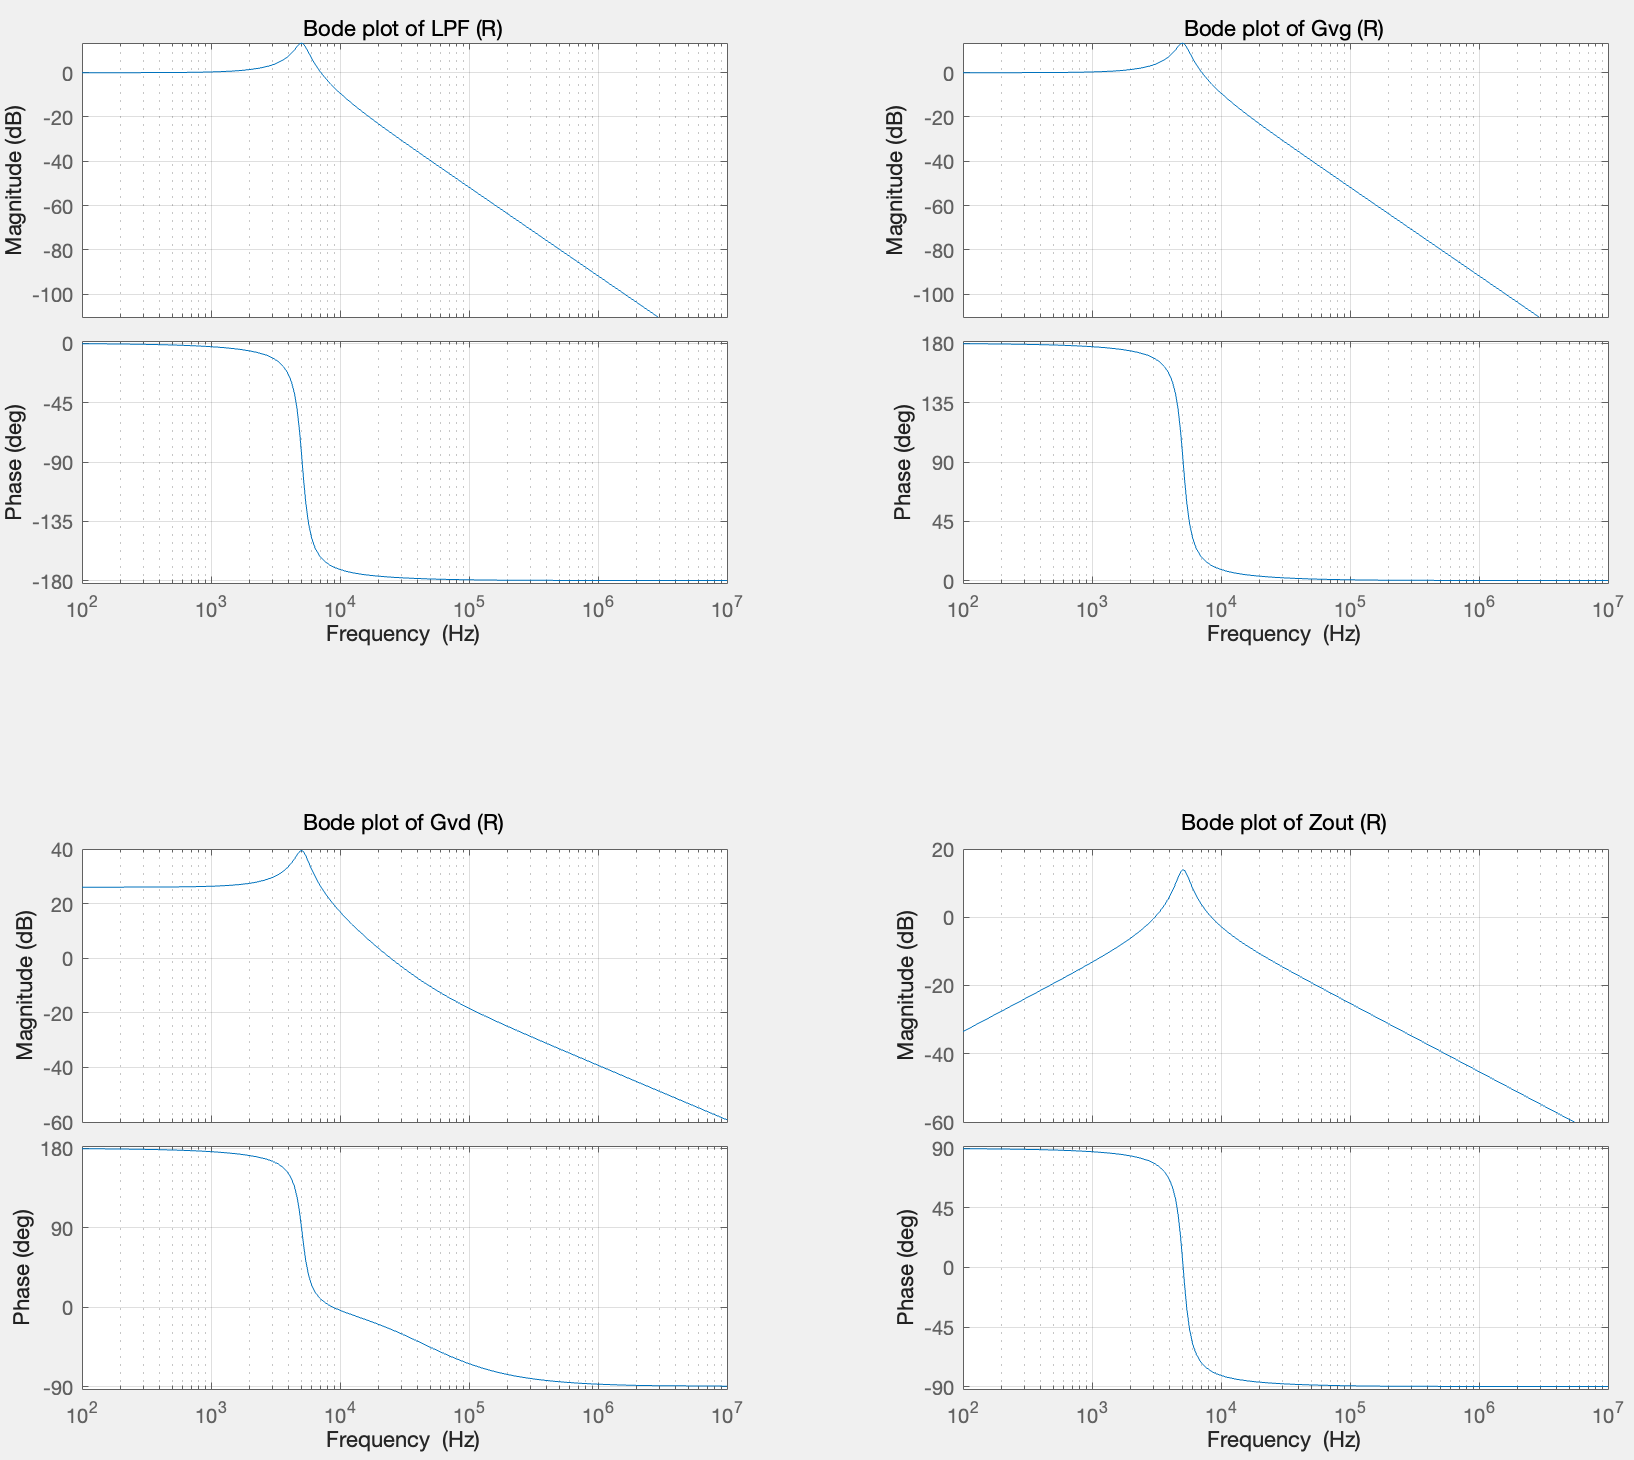 Bode plot of LPF (R)
Magnitude (dB)
0
-20
-40
-60
-80
-100
Phase (deg)
0
-45
-90
-135
-180
10^2 10^3 10^4 10^5 10^6 10^7
Frequency (Hz)
Bode plot of Gvg (R)
Magnitude (dB)
0
-20
-40
-60
-80
-100
Phase (deg)
180
135
90
45
0
10^2 10^3 10^4 10^5 10^6 10^7
Frequency (Hz)
Bode plot of Gvd (R)
Magnitude (dB)
40
20
0
-20
-40
-60
Phase (deg)
180
90
0
-90
10^2 10^3 10^4 10^5 10^6 10^7
Frequency (Hz)
Bode plot of Zout (R)
Magnitude (dB)
20
0
-20
-40
-60
Phase (deg)
90
45
0
-45
-90
10^2 10^3 10^4 10^5 10^6 10^7
Frequency (Hz)